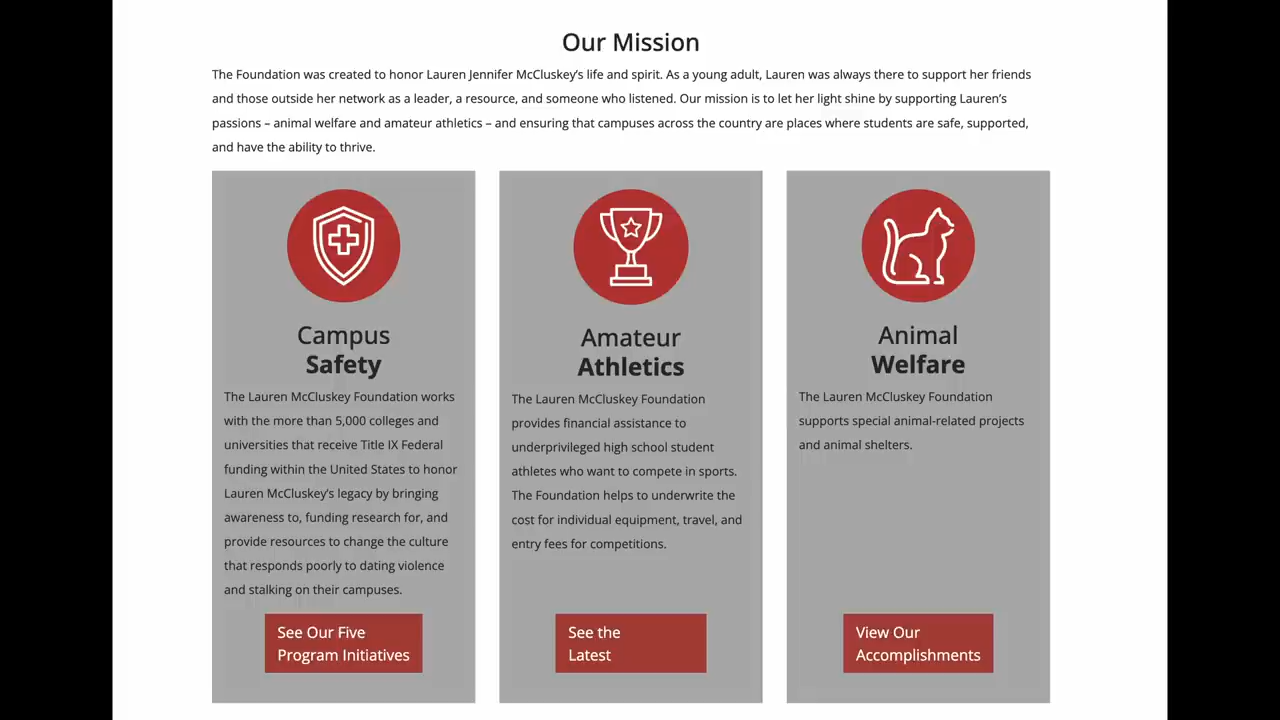 Our Mission
The Foundation was created to honor Lauren Jennifer McCluskey's life and spirit. As a young adult, Lauren was always there to support her friends
and those outside her network as a leader, a resource, and someone who listened. Our mission is to let her light shine by supporting Lauren's
passions – animal welfare and amateur athletics – and ensuring that campuses across the country are places where students are safe, supported,
and have the ability to thrive.
Campus
Safety
The Lauren McCluskey Foundation works
with the more than 5,000 colleges and
universities that receive Title IX Federal
funding within the United States to honor
Lauren McCluskey's legacy by bringing
awareness to, funding research for, and
provide resources to change the culture
that responds poorly to dating violence
and stalking on their campuses.
See Our Five
Program Initiatives
Amateur
Athletics
The Lauren McCluskey Foundation
provides financial assistance to
underprivileged high school student
athletes who want to compete in sports.
The Foundation helps to underwrite the
cost for individual equipment, travel, and
entry fees for competitions.
See the
Latest
Animal
Welfare
The Lauren McCluskey Foundation
supports special animal-related projects
and animal shelters.
View Our
Accomplishments